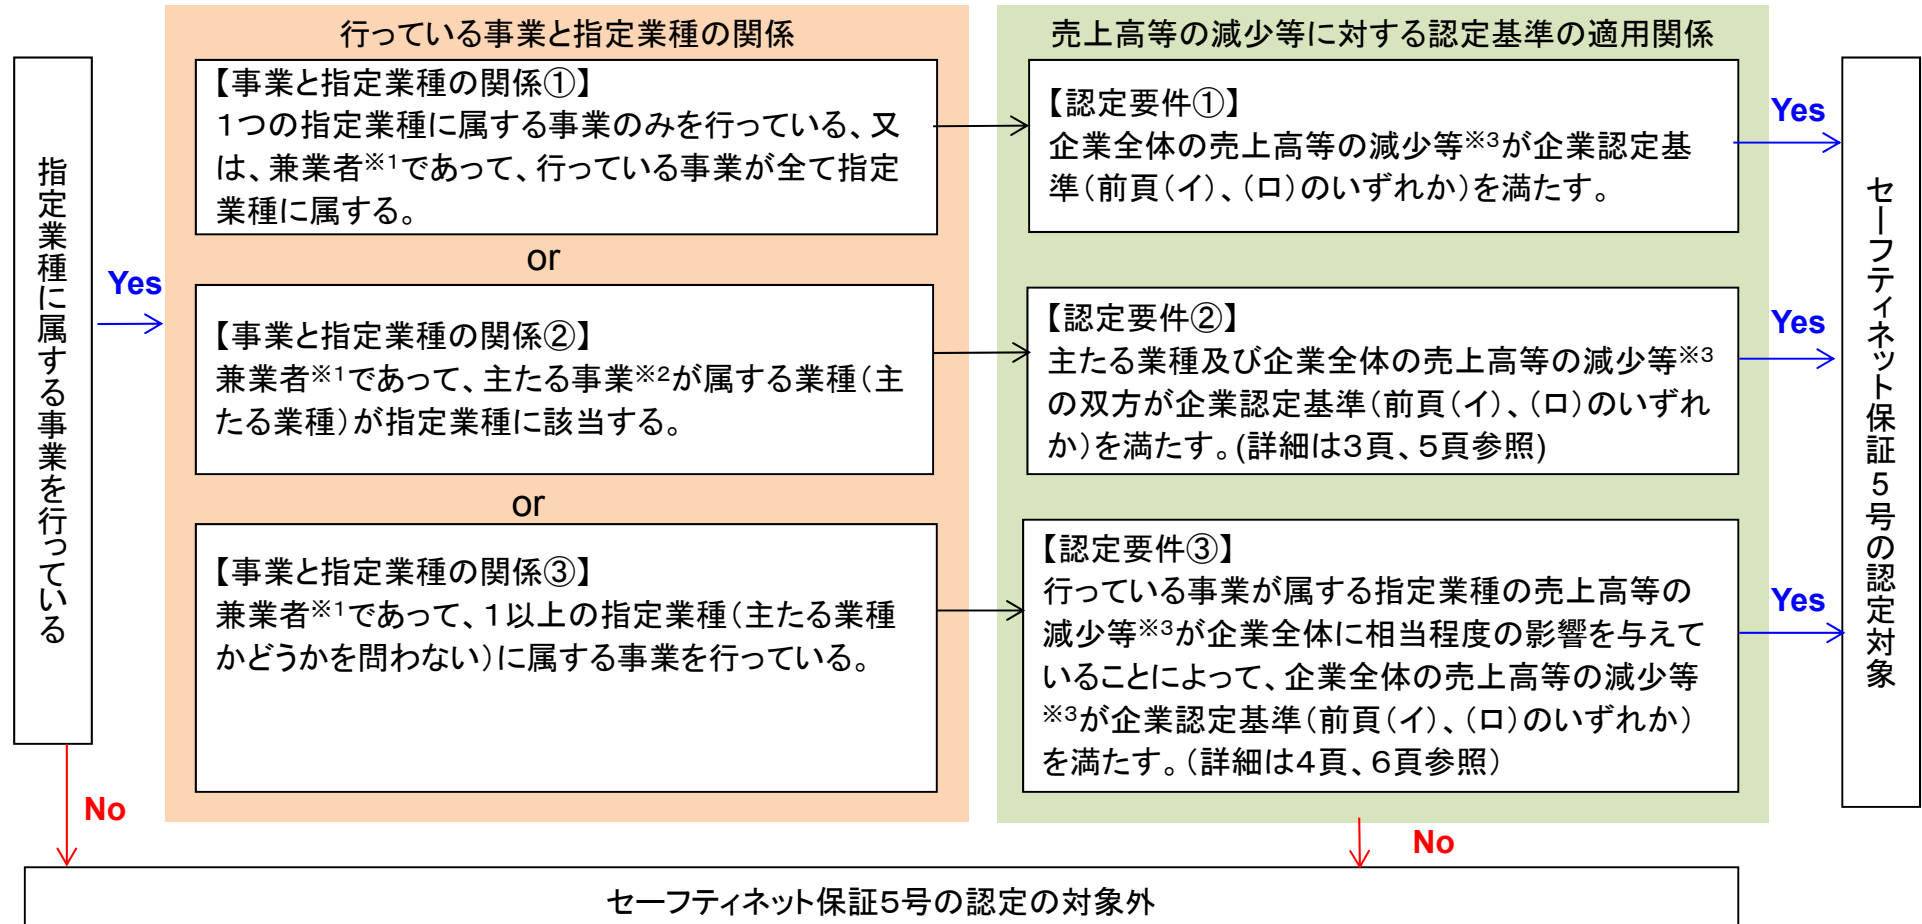 行っている事業と指定業種の関係
売上高等の減少等に対する認定基準の適用関係
指定業種に属する事業を行っている
Yes
【事業と指定業種の関係①】
１つの指定業種に属する事業のみを行っている、又
は、兼業者※1であって、行っている事業が全て指定
業種に属する。
【認定要件①】
企業全体の売上高等の減少等※3が企業認定基
準（前頁（イ）、（ロ）のいずれか）を満たす。
Yes
or
【事業と指定業種の関係②】
兼業者※1であって、主たる事業※2が属する業種（主
たる業種）が指定業種に該当する。
【認定要件②】
主たる業種及び企業全体の売上高等の減少等※3
の双方が企業認定基準（前頁（イ）、（ロ）のいずれ
か）を満たす。(詳細は３頁、５頁参照)
Yes
or
【事業と指定業種の関係③】
兼業者※1であって、１以上の指定業種（主たる業種
かどうかを問わない）に属する事業を行っている。
【認定要件③】
行っている事業が属する指定業種の売上高等の
減少等※3が企業全体に相当程度の影響を与えて
いることによって、企業全体の売上高等の減少等
※3が企業認定基準（前頁（イ）、（ロ）のいずれか）
を満たす。（詳細は４頁、６頁参照）
Yes
セーフティネット保証５号の認定対象
No
No
セーフティネット保証５号の認定の対象外